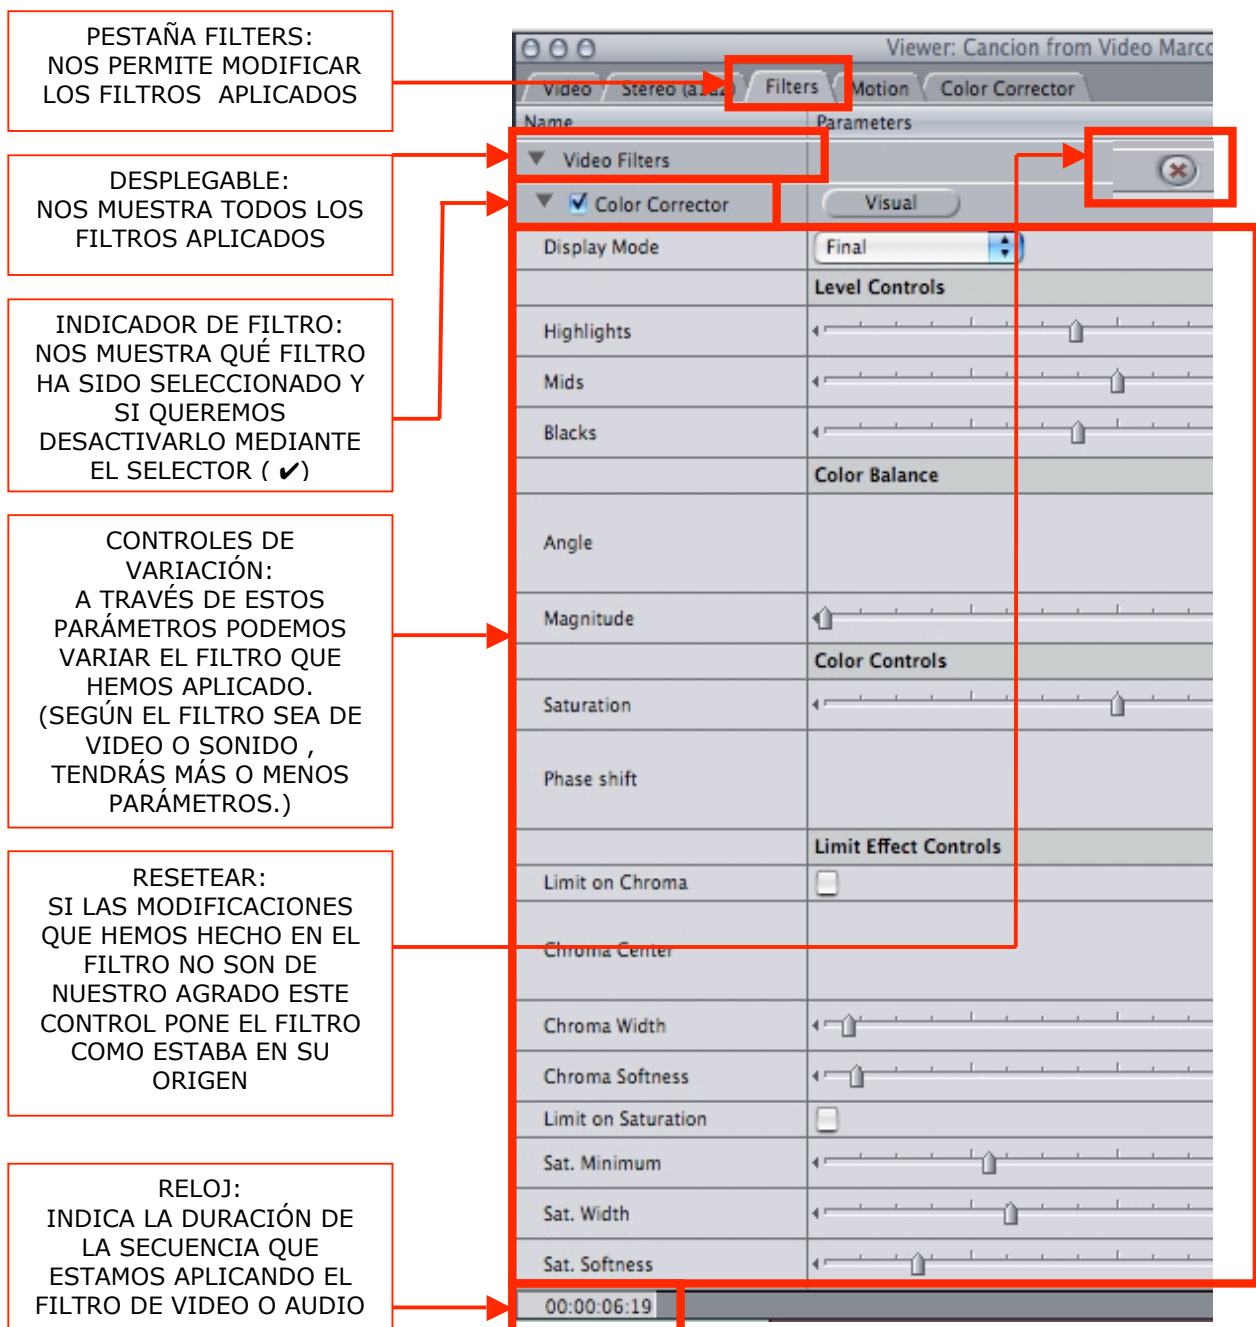 PESTAÑA FILTERS:
NOS PERMITE MODIFICAR
LOS FILTROS APLICADOS
DESPLEGABLE:
NOS MUESTRA TODOS LOS
FILTROS APLICADOS
INDICADOR DE FILTRO:
NOS MUESTRA QUÉ FILTRO
HA SIDO SELECCIONADO Y
SI QUEREMOS
DESACTIVARLO MEDIANTE
EL SELECTOR ( ✔)
CONTROLES DE
VARIACIÓN:
A TRAVÉS DE ESTOS
PARÁMETROS PODEMOS
VARIAR EL FILTRO QUE
HEMOS APLICADO.
(SEGÚN EL FILTRO SEA DE
VIDEO O SONIDO ,
TENDRÁS MÁS O MENOS
PARÁMETROS.)
RESETEAR:
SI LAS MODIFICACIONES
QUE HEMOS HECHO EN EL
FILTRO NO SON DE
NUESTRO AGRADO ESTE
CONTROL PONE EL FILTRO
COMO ESTABA EN SU
ORIGEN
RELOJ:
INDICA LA DURACIÓN DE
LA SECUENCIA QUE
ESTAMOS APLICANDO EL
FILTRO DE VIDEO O AUDIO
Viewer: Cancion from Video Marco
Video Stereo (a1a2) Filters Motion Color Corrector
Name Parameters
Video Filters
Color Corrector Visual
Display Mode Final
Level Controls
Highlights
Mids
Blacks
Color Balance
Angle
Magnitude
Color Controls
Saturation
Phase shift
Limit Effect Controls
Limit on Chroma
Chroma Center
Chroma Width
Chroma Softness
Limit on Saturation
Sat. Minimum
Sat. Width
Sat. Softness
00:00:06:19